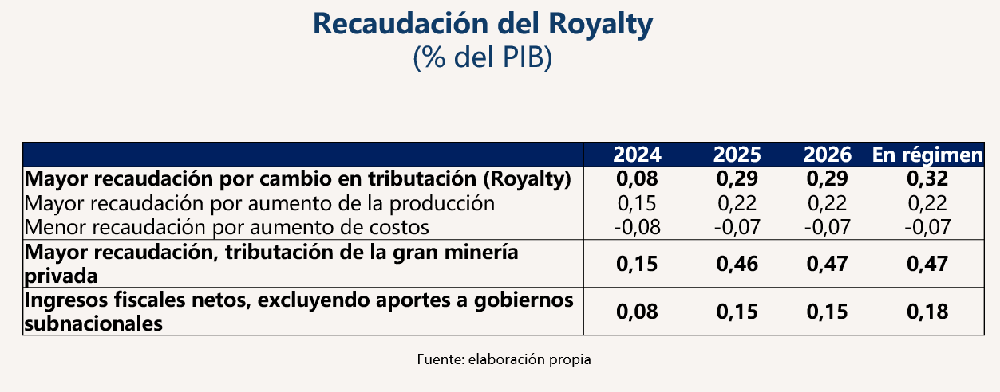 Recaudación del Royalty
(% del PIB)
2024 2025 2026 En régimen
Mayor recaudación por cambio en tributación (Royalty) 0,08 0,29 0,29 0,32
Mayor recaudación por aumento de la producción 0,15 0,22 0,22 0,22
Menor recaudación por aumento de costos -0,08 -0,07 -0,07 -0,07
Mayor recaudación, tributación de la gran minería
privada 0,15 0,46 0,47 0,47
Ingresos fiscales netos, excluyendo aportes a gobiernos
subnacionales 0,08 0,15 0,15 0,18
Fuente: elaboración propia